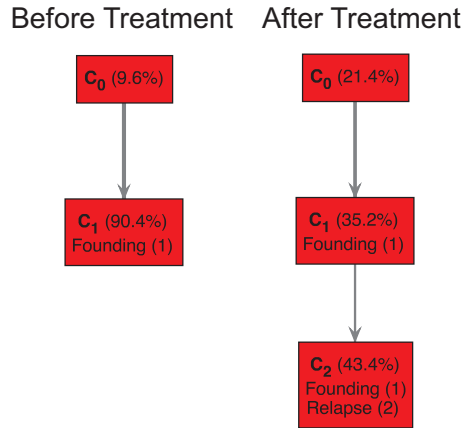 Before Treatment
C₀ (9.6%)
C₁ (90.4%)
Founding (1)
After Treatment
C₀ (21.4%)
C₁ (35.2%)
Founding (1)
C₂ (43.4%)
Founding (1)
Relapse (2)